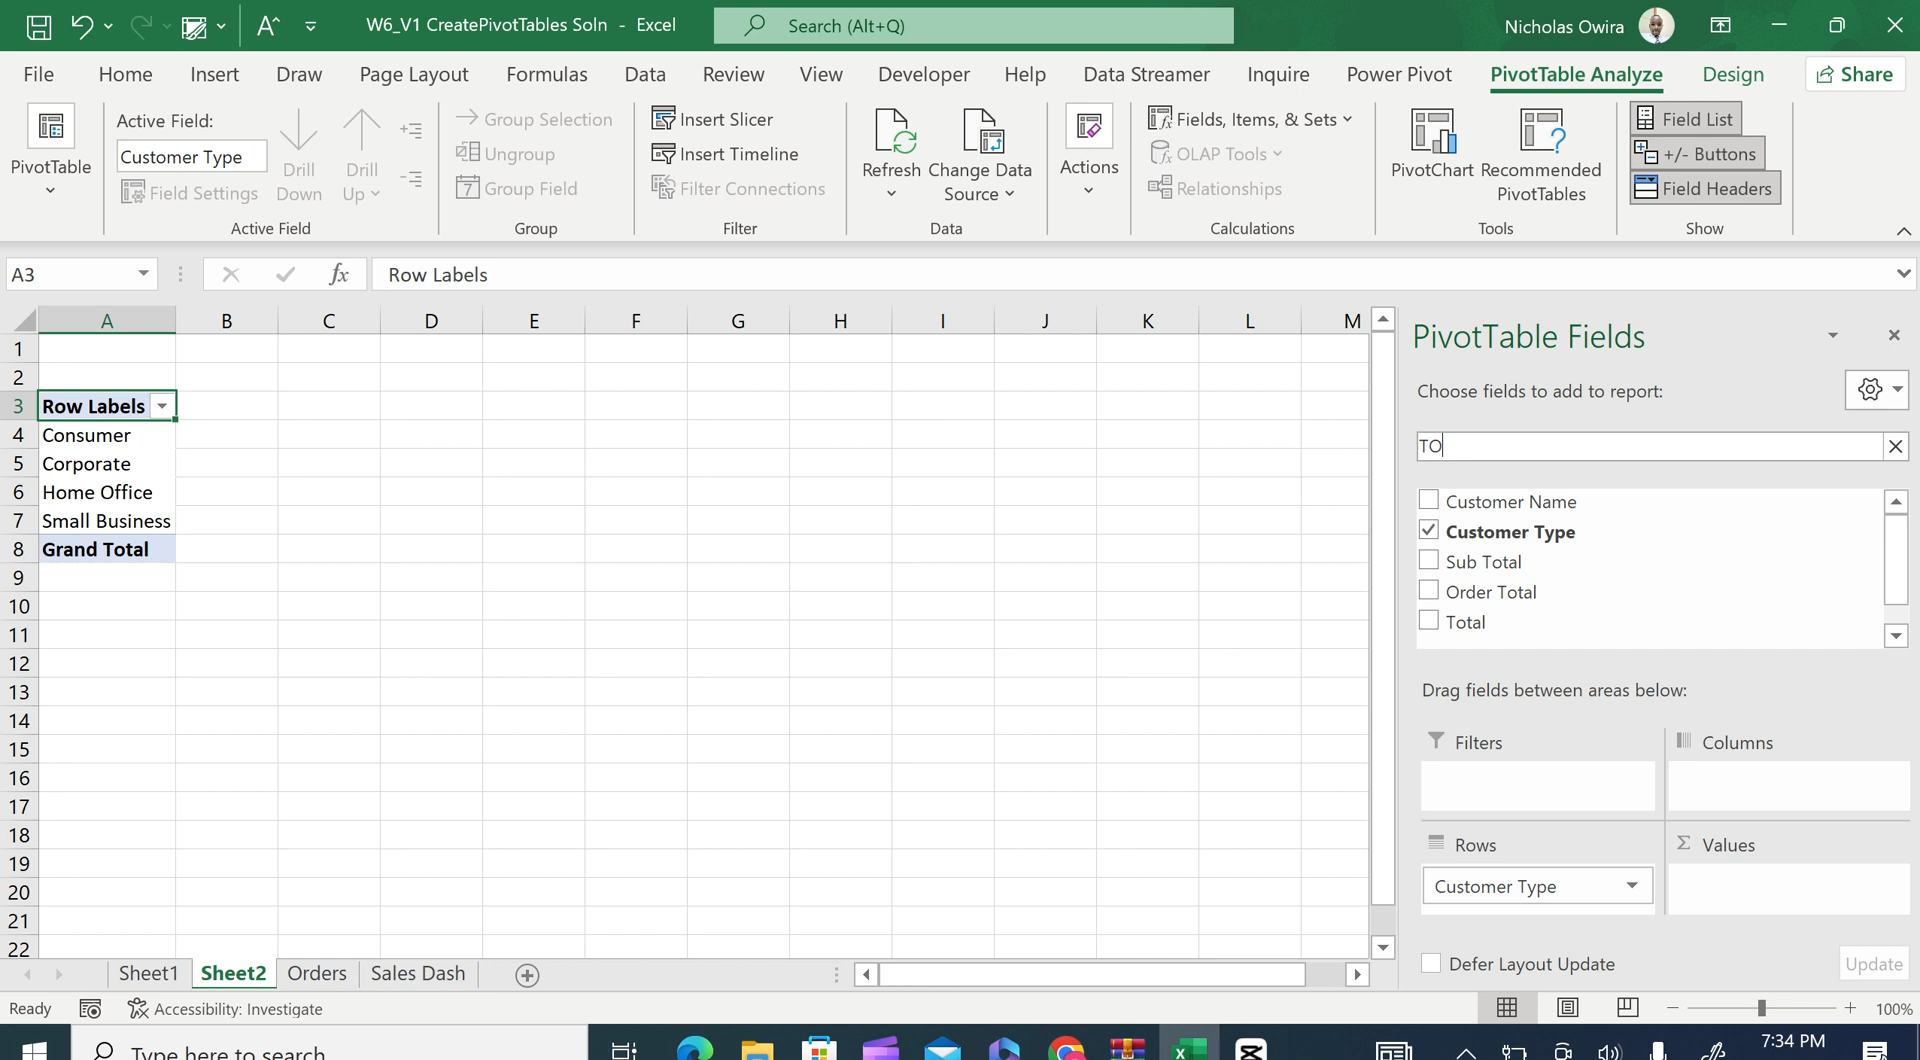 W6_V1 CreatePivotTables Soln - Excel
Search (Alt+Q)
Nicholas Owira
File Home Insert Draw Page Layout Formulas Data Review View Developer Help Data Streamer Inquire Power Pivot PivotTable Analyze Design Share
PivotTable
Active Field:
Customer Type
Field Settings
Drill Down
Drill Up
Active Field
Group Selection
Ungroup
Group Field
Group
Insert Slicer
Insert Timeline
Filter Connections
Filter
Refresh
Change Data Source
Data
Actions
Fields, Items, & Sets
OLAP Tools
Relationships
Calculations
PivotChart
Recommended PivotTables
Tools
Field List
+/- Buttons
Field Headers
Show
A3
fx
Row Labels
A B C D E F G H I J K L M
1
2
3 Row Labels
4 Consumer
5 Corporate
6 Home Office
7 Small Business
8 Grand Total
9
10
11
12
13
14
15
16
17
18
19
20
21
22
PivotTable Fields
Choose fields to add to report:
TO
Customer Name
Customer Type
Sub Total
Order Total
Total
Drag fields between areas below:
Filters
Columns
Rows
Values
Customer Type
Defer Layout Update
Update
Sheet1 Sheet2 Orders Sales Dash
Ready
Accessibility: Investigate
100%
Type here to search
7:34 PM